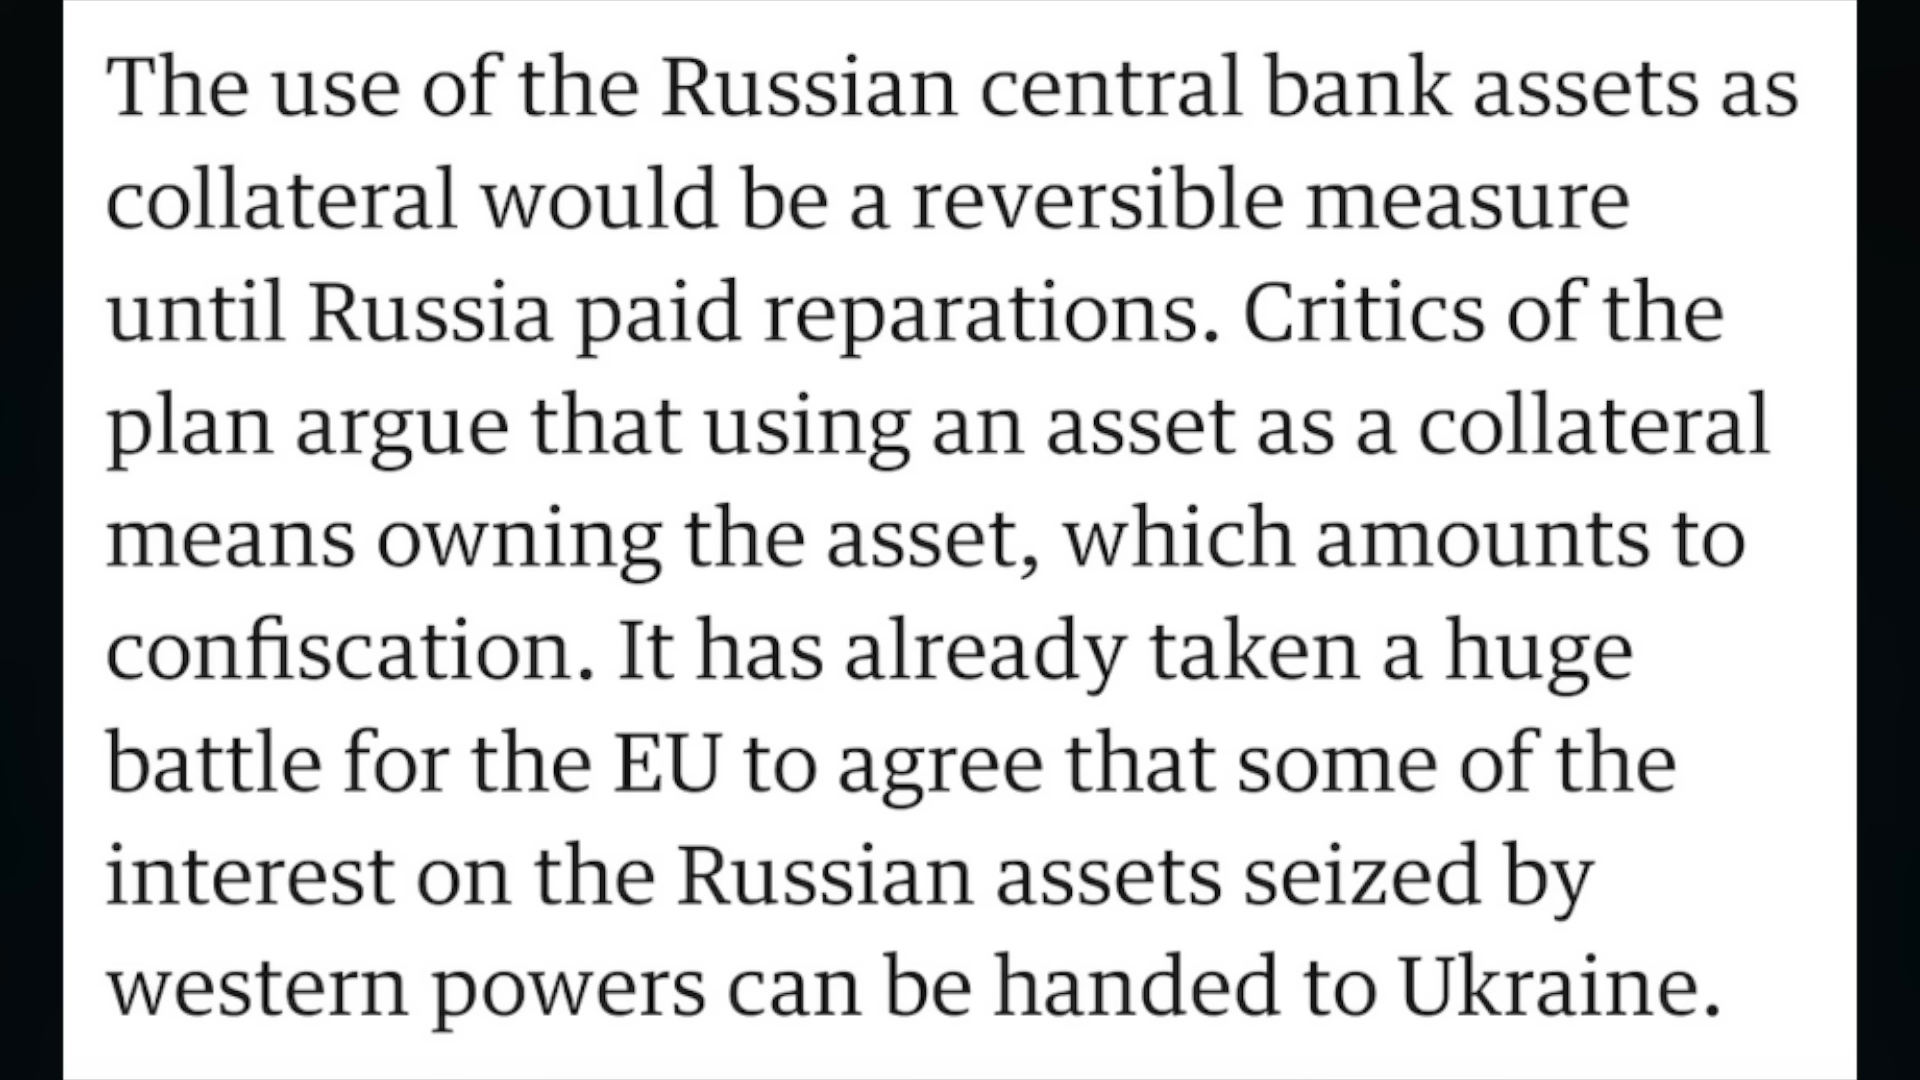 The use of the Russian central bank assets as
collateral would be a reversible measure
until Russia paid reparations. Critics of the
plan argue that using an asset as a collateral
means owning the asset, which amounts to
confiscation. It has already taken a huge
battle for the EU to agree that some of the
interest on the Russian assets seized by
western powers can be handed to Ukraine.